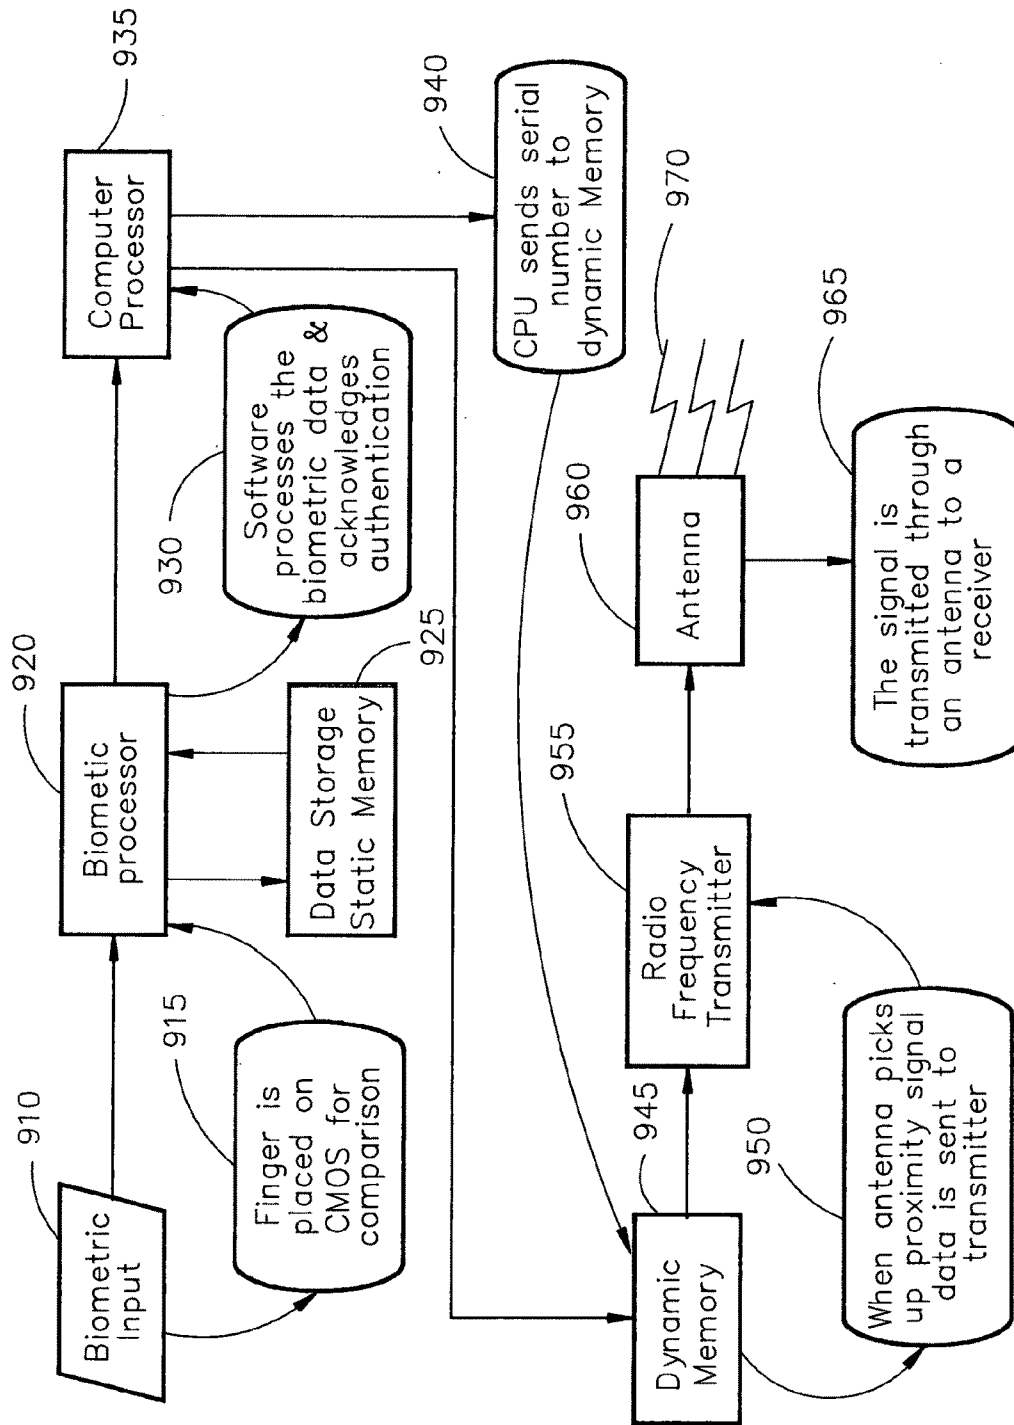 910
Biometric
Input
915
Finger is
placed on
CMOS for
comparison
920
Biometic
processor
Data Storage
Static Memory
925
930
Software
processes the
biometric data &
acknowledges
authentication
Computer
Processor
935
CPU sends serial
number to
dynamic Memory
940
Dynamic
Memory
945
When antenna picks
up proximity signal
data is sent to
transmitter
950
Radio
Frequency
Transmitter
955
Antenna
960
970
The signal is
transmitted through
an antenna to a
receiver
965